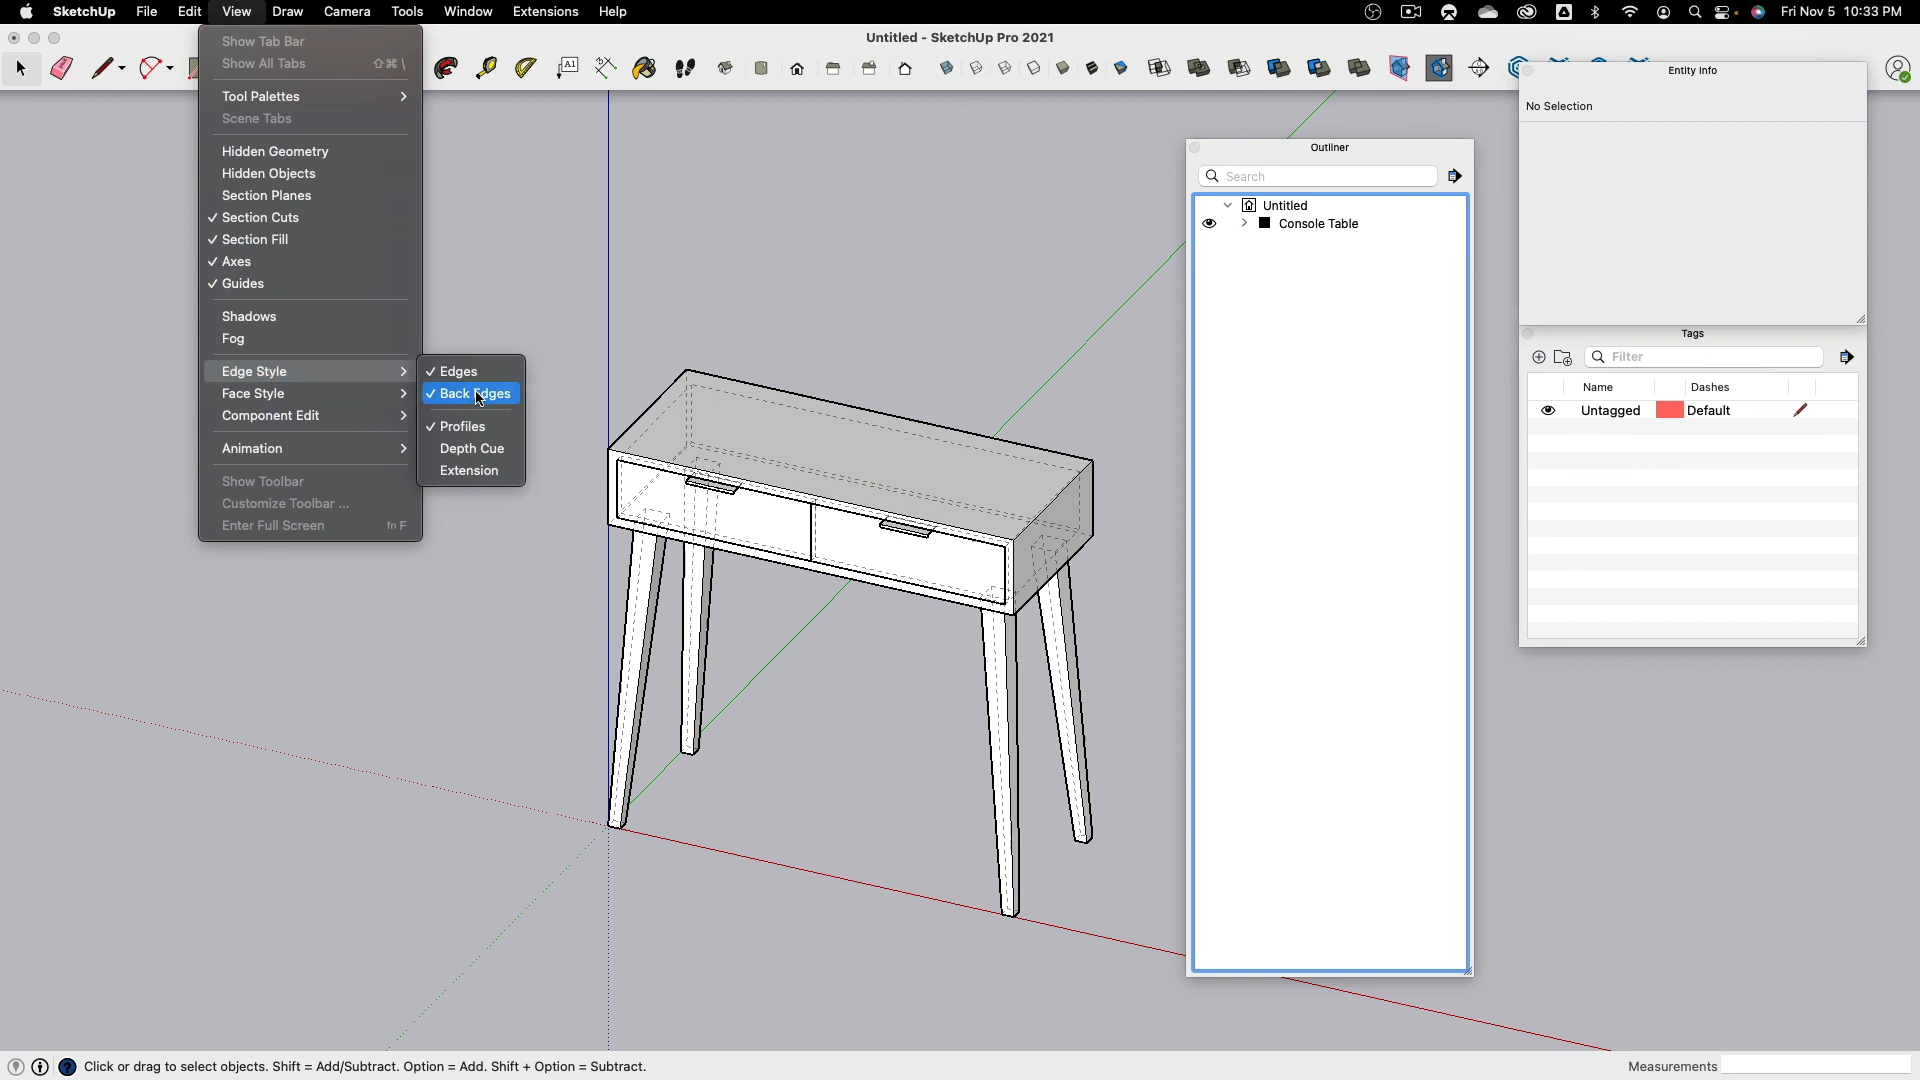 SketchUp File Edit View Draw Camera Tools Window Extensions Help
Fri Nov 5 10:33 PM
Untitled - SketchUp Pro 2021
A1
Show Tab Bar
Show All Tabs ⇧⌘\
Tool Palettes
Scene Tabs
Hidden Geometry
Hidden Objects
Section Planes
✓ Section Cuts
✓ Section Fill
✓ Axes
✓ Guides
Shadows
Fog
Edge Style
Face Style
Component Edit
Animation
Show Toolbar
Customize Toolbar ...
Enter Full Screen fn F
✓ Edges
✓ Back Edges
✓ Profiles
Depth Cue
Extension
Outliner
Search
Untitled
Console Table
Entity Info
No Selection
Tags
Filter
Name Dashes
Untagged Default
Click or drag to select objects. Shift = Add/Subtract. Option = Add. Shift + Option = Subtract.
Measurements